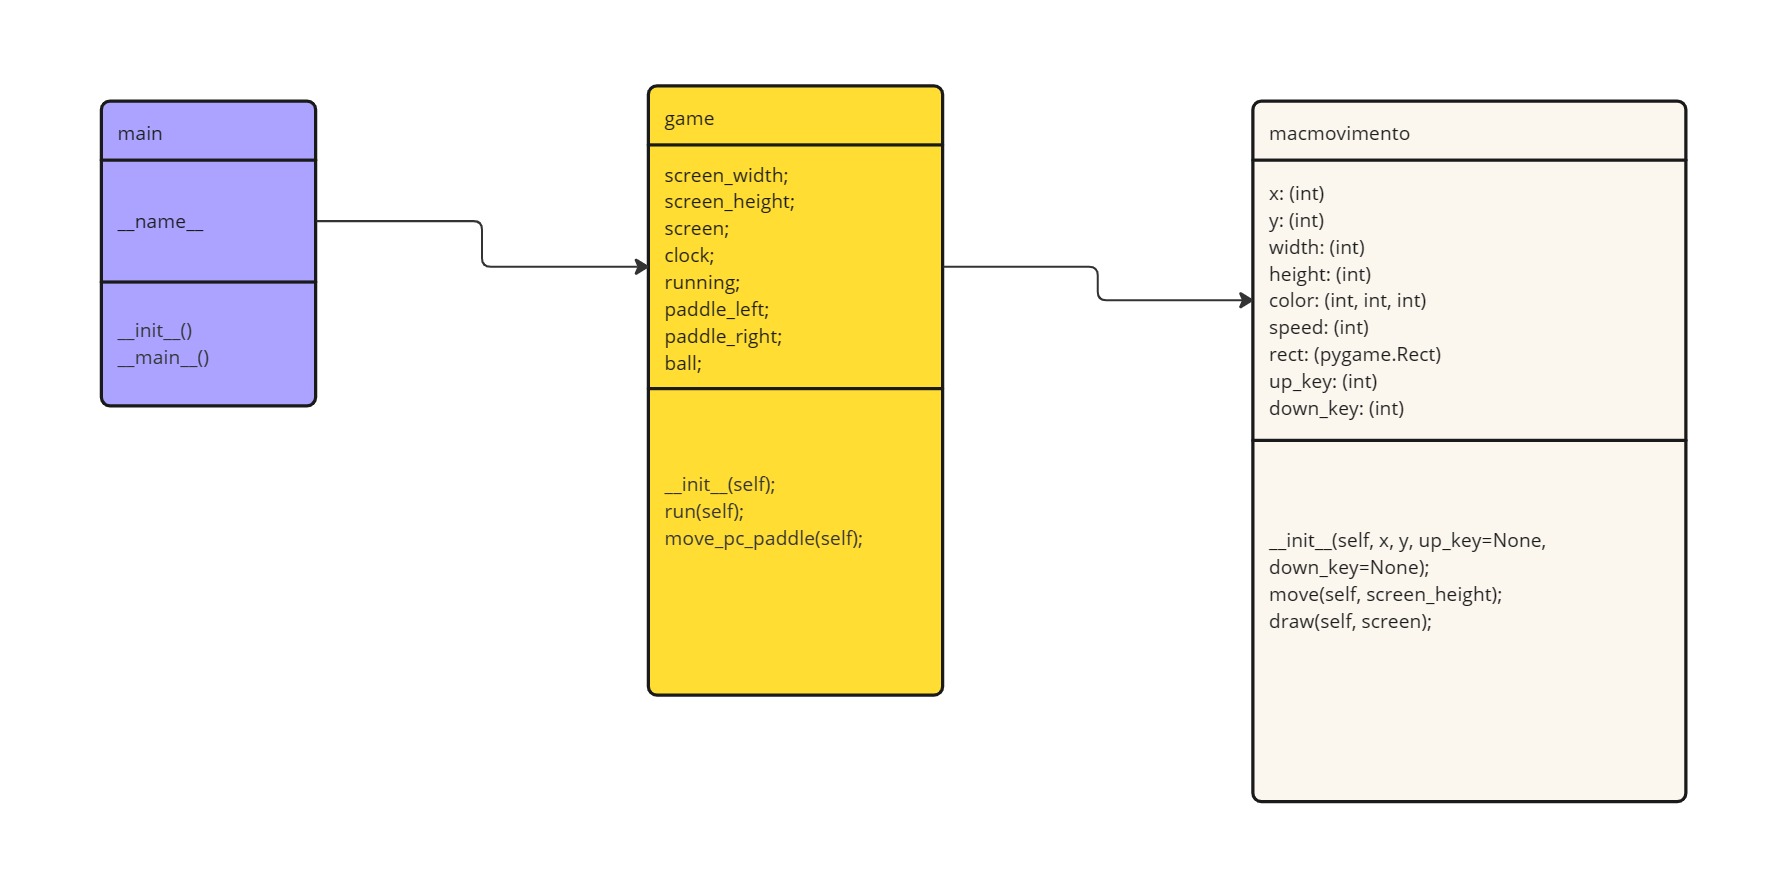 main
__name__
__init__()
__main__()
game
screen_width;
screen_height;
screen;
clock;
running;
paddle_left;
paddle_right;
ball;
__init__(self);
run(self);
move_pc_paddle(self);
macmovimento
x: (int)
y: (int)
width: (int)
height: (int)
color: (int, int, int)
speed: (int)
rect: (pygame.Rect)
up_key: (int)
down_key: (int)
__init__(self, x, y, up_key=None,
down_key=None);
move(self, screen_height);
draw(self, screen);